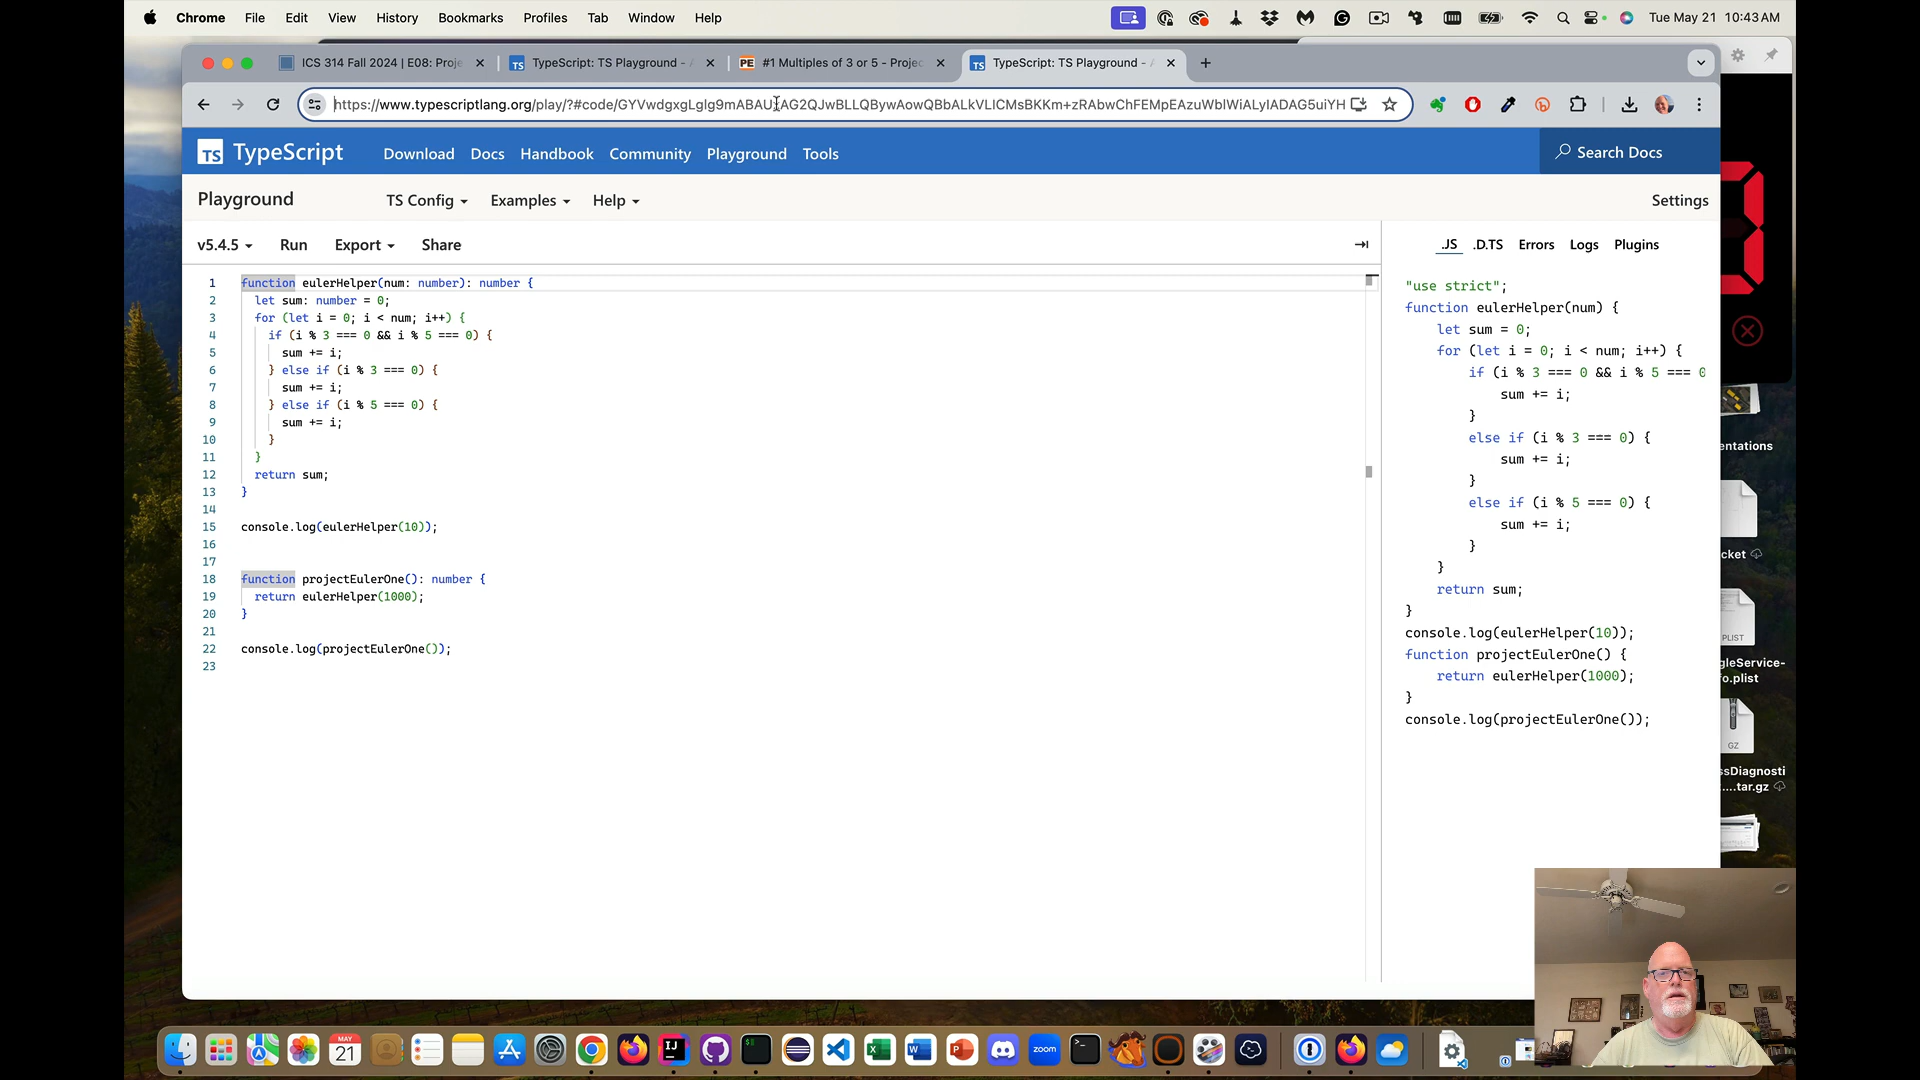 Chrome File Edit View History Bookmarks Profiles Tab Window Help Tue May 21 10:43 AM
ICS 314 Fall 2024 | E08: Proje TypeScript: TS Playground - #1 Multiples of 3 or 5 - Projec TypeScript: TS Playground -
https://www.typescriptlang.org/play/?#code/
TypeScript Download Docs Handbook Community Playground Tools Search Docs
Playground TS Config Examples Help Settings
v5.4.5 Run Export Share .JS .D.TS Errors Logs Plugins
1 function eulerHelper(num: number): number {
2 let sum: number = 0;
3 for (let i = 0; i < num; i++) {
4 if (i % 3 === 0 && i % 5 === 0) {
5 sum += i;
6 } else if (i % 3 === 0) {
7 sum += i;
8 } else if (i % 5 === 0) {
9 sum += i;
10 }
11 }
12 return sum;
13 }
14
15 console.log(eulerHelper(10));
16
17
18 function projectEulerOne(): number {
19 return eulerHelper(1000);
20 }
21
22 console.log(projectEulerOne());
23
"use strict";
function eulerHelper(num) {
let sum = 0;
for (let i = 0; i < num; i++) {
if (i % 3 === 0 && i % 5 === 0
sum += i;
}
else if (i % 3 === 0) {
sum += i;
}
else if (i % 5 === 0) {
sum += i;
}
}
return sum;
}
console.log(eulerHelper(10));
function projectEulerOne() {
return eulerHelper(1000);
}
console.log(projectEulerOne());
entations
cket
PLIST
gleService-
fo.plist
GZ
ssDiagnosti
....tar.gz
MAY
21
zoom